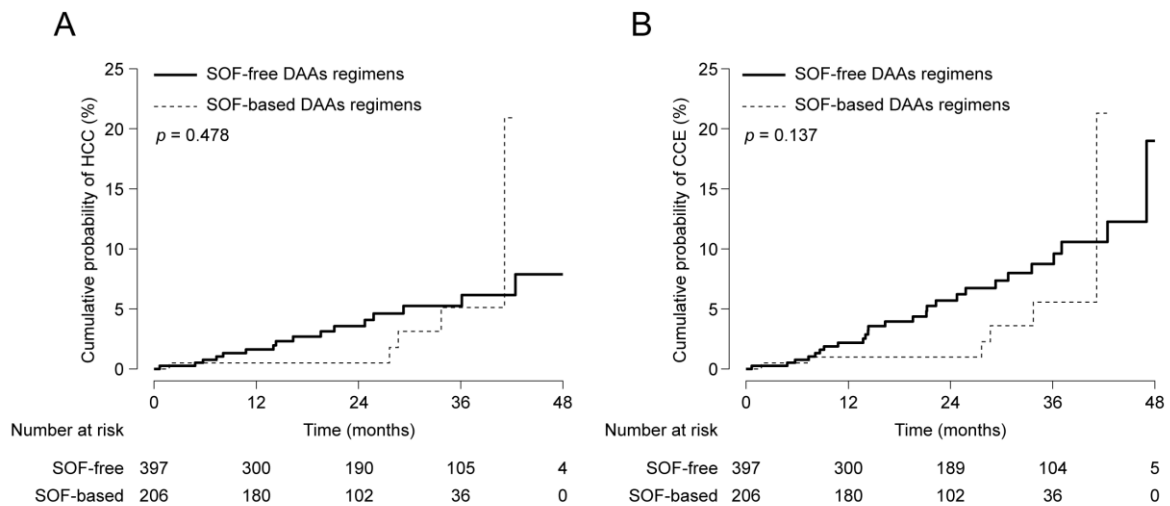 A
Cumulative probability of HCC (%)
25
20
15
10
5
0
SOF-free DAAs regimens
SOF-based DAAs regimens
p = 0.478
0 12 24 36 48
Number at risk Time (months)
SOF-free 397 300 190 105 4
SOF-based 206 180 102 36 0
B
Cumulative probability of CCE (%)
25
20
15
10
5
0
SOF-free DAAs regimens
SOF-based DAAs regimens
p = 0.137
0 12 24 36 48
Number at risk Time (months)
SOF-free 397 300 189 104 5
SOF-based 206 180 102 36 0